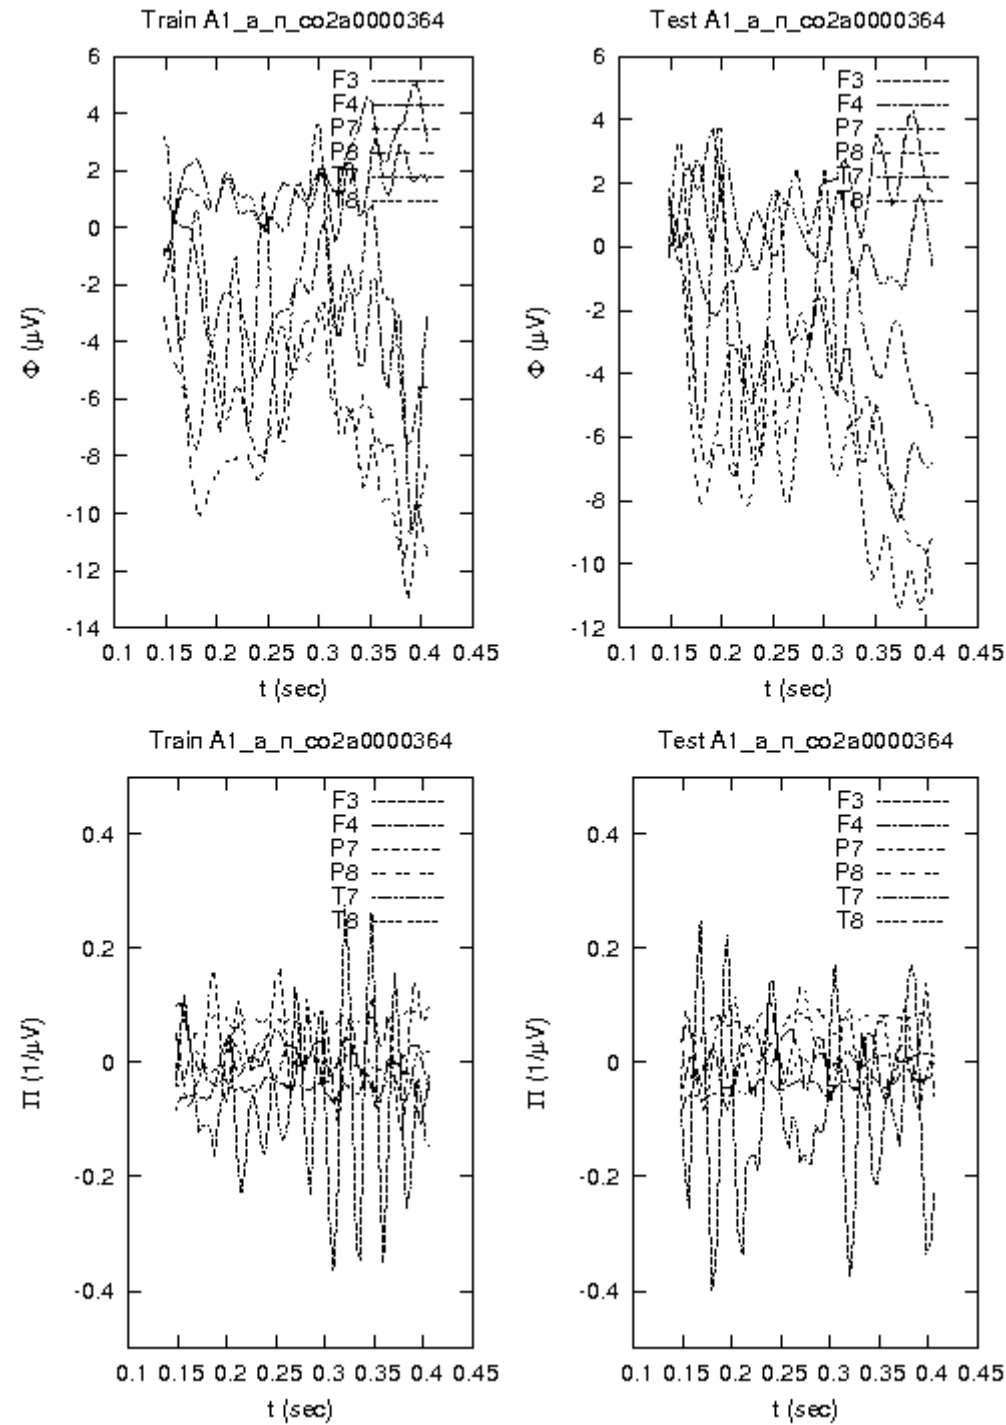 Train A1_a_n_co2a0000364
6
4
2
0
-2
-4
-6
-8
-10
-12
-14
Φ (μV)
F3
F4
P7
P8
T7
T8
0.1 0.15 0.2 0.25 0.3 0.35 0.4 0.45
t (sec)
Test A1_a_n_co2a0000364
6
4
2
0
-2
-4
-6
-8
-10
-12
Φ (μV)
F3
F4
P7
P8
T7
T8
0.1 0.15 0.2 0.25 0.3 0.35 0.4 0.45
t (sec)
Train A1_a_n_co2a0000364
0.4
0.2
0
-0.2
-0.4
Π (1/μV)
F3
F4
P7
P8
T7
T8
0.1 0.15 0.2 0.25 0.3 0.35 0.4 0.45
t (sec)
Test A1_a_n_co2a0000364
0.4
0.2
0
-0.2
-0.4
Π (1/μV)
F3
F4
P7
P8
T7
T8
0.1 0.15 0.2 0.25 0.3 0.35 0.4 0.45
t (sec)